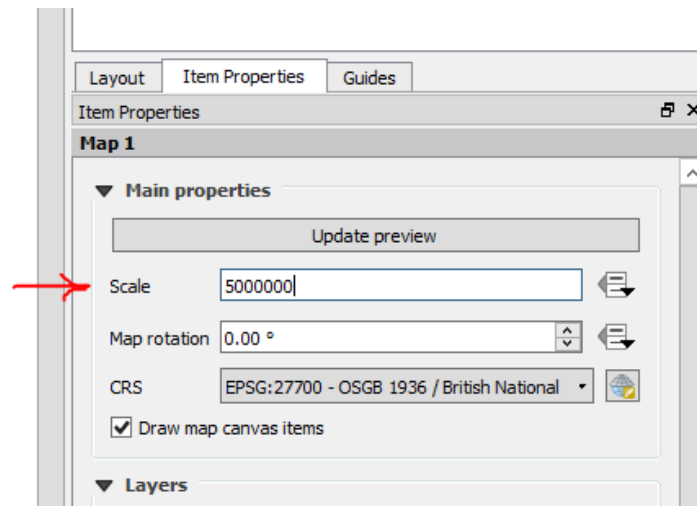 Layout Item Properties Guides
Item Properties
Map 1
Main properties
Update preview
Scale 5000000
Map rotation 0.00 °
CRS EPSG:27700 - OSGB 1936 / British National
Draw map canvas items
Layers